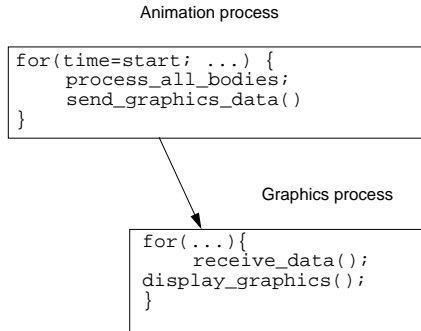 Animation process
for(time=start; ...) {
process_all_bodies;
send_graphics_data()
}
Graphics process
for(...){
receive_data();
display_graphics();
}